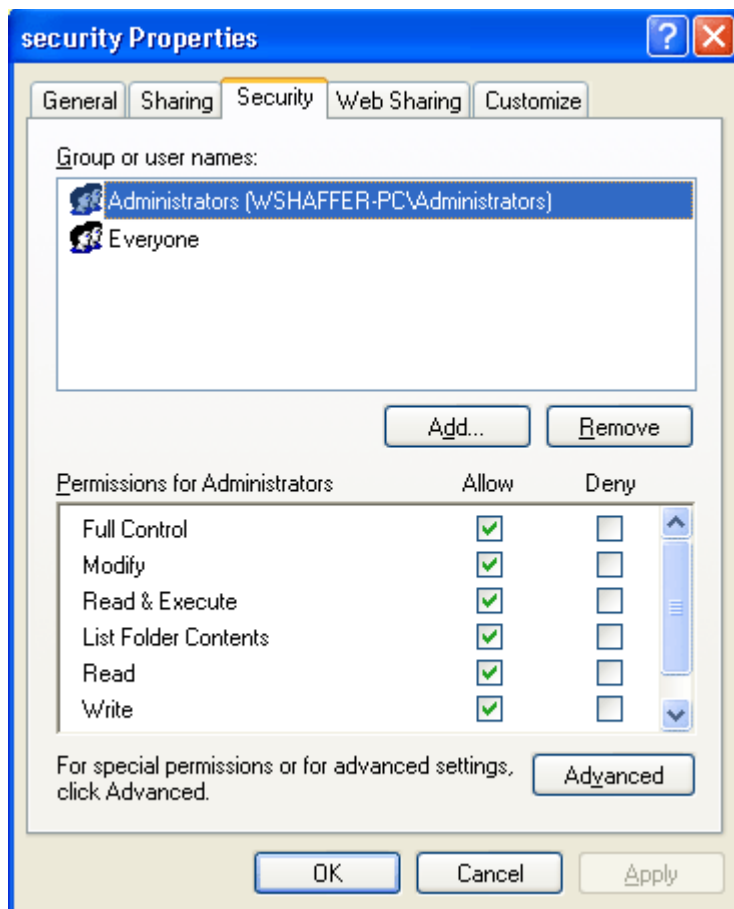 security Properties
General Sharing Security Web Sharing Customize
Group or user names:
Administrators (WSHAFFER-PC\Administrators)
Everyone
Add... Remove
Permissions for Administrators Allow Deny
Full Control
Modify
Read & Execute
List Folder Contents
Read
Write
For special permissions or for advanced settings,
click Advanced.
Advanced
OK Cancel Apply